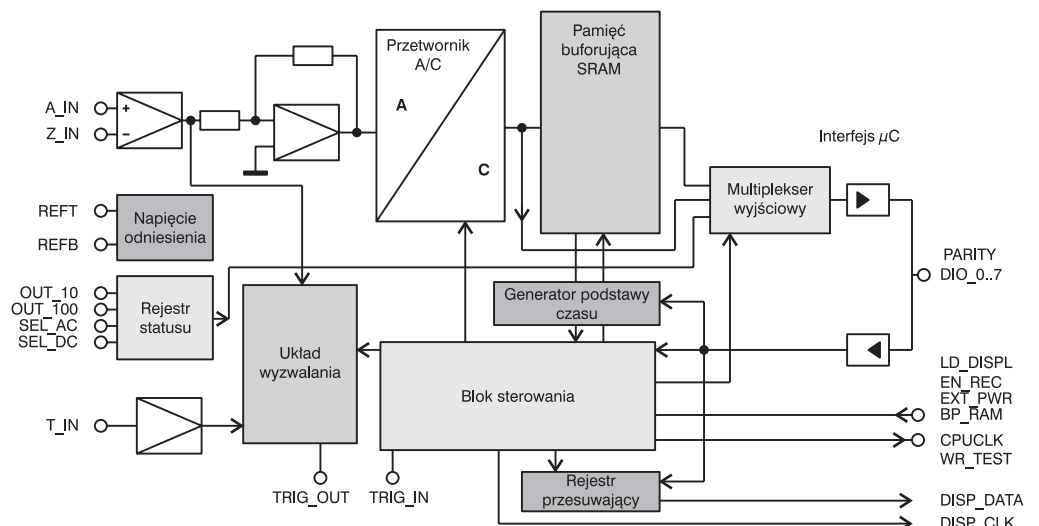 Przetwornik
A/C
A
C
Pamięć
buforująca
SRAM
A_IN
Z_IN
+
−
Interfejs μC
Multiplekser
wyjściowy
REFT
REFB
Napięcie
odniesienia
PARITY
DIO_0..7
OUT_10
OUT_100
SEL_AC
SEL_DC
Rejestr
statusu
Generator podstawy
czasu
Układ
wyzwalania
Blok sterowania
LD_DISPL
EN_REC
EXT_PWR
BP_RAM
T_IN
CPUCLK
WR_TEST
TRIG_OUT
TRIG_IN
Rejestr
przesuwający
DISP_DATA
DISP_CLK